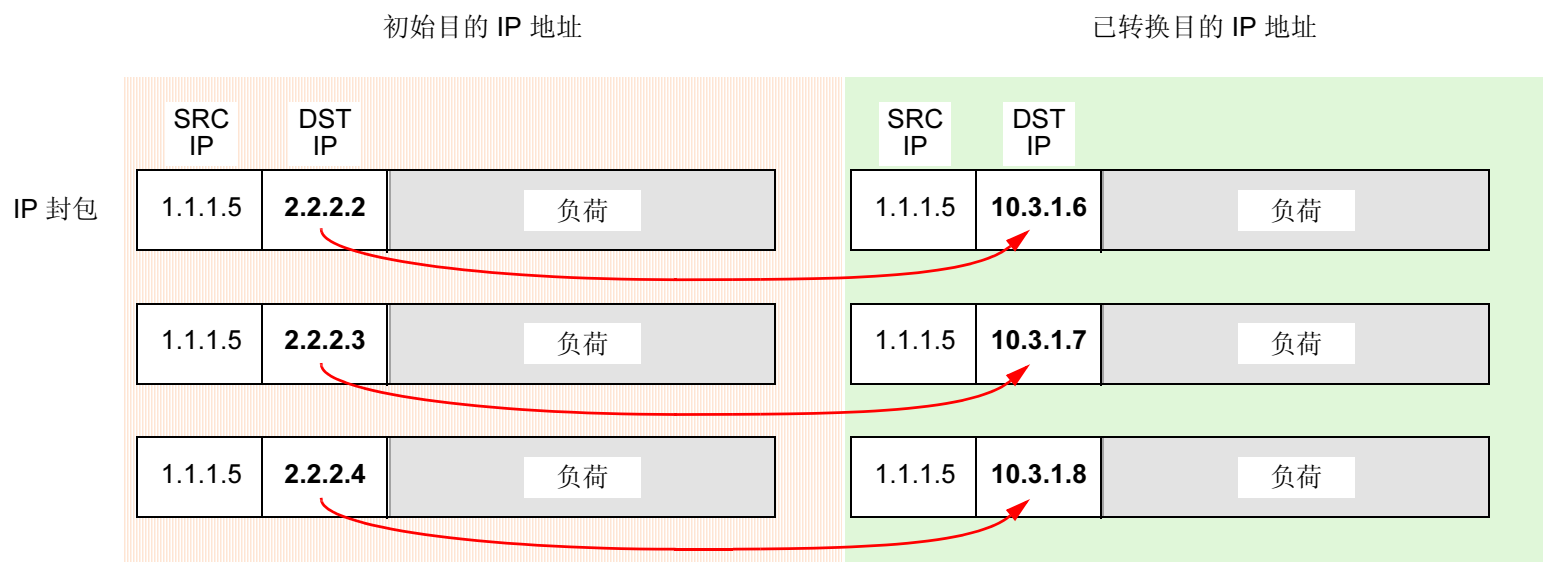 初始目的 IP 地址 已转换目的 IP 地址
SRC IP DST IP SRC IP DST IP
IP 封包 1.1.1.5 2.2.2.2 负荷 1.1.1.5 10.3.1.6 负荷
1.1.1.5 2.2.2.3 负荷 1.1.1.5 10.3.1.7 负荷
1.1.1.5 2.2.2.4 负荷 1.1.1.5 10.3.1.8 负荷